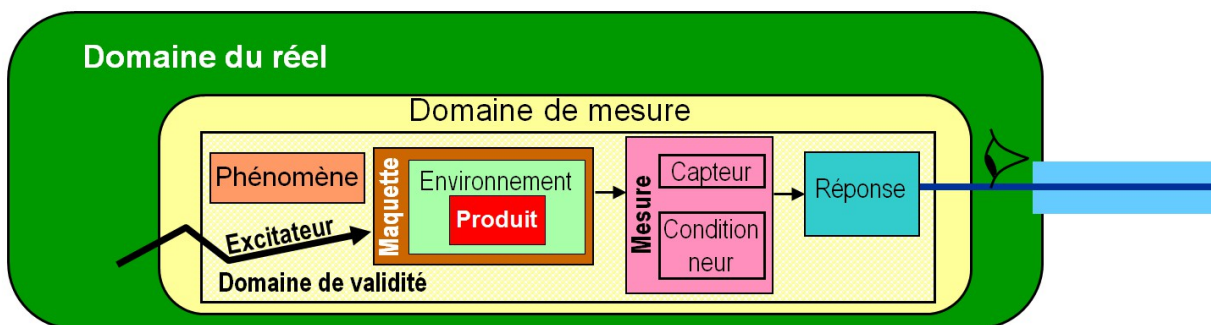 Domaine du réel
Domaine de mesure
Phénomène
Excitateur
Domaine de validité
Maquette
Environnement
Produit
Mesure
Capteur
Condition
neur
Réponse